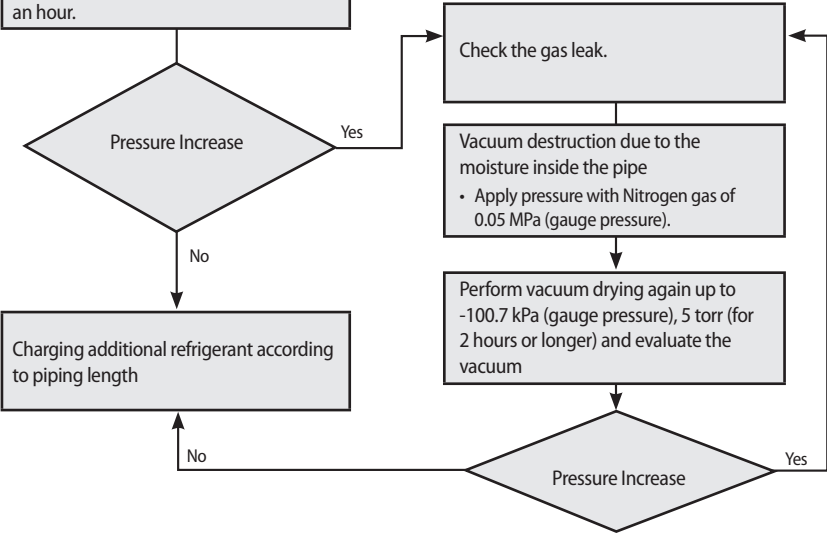 an hour.
Pressure Increase
Yes
No
Charging additional refrigerant according
to piping length
Check the gas leak.
Vacuum destruction due to the
moisture inside the pipe
• Apply pressure with Nitrogen gas of
0.05 MPa (gauge pressure).
Perform vacuum drying again up to
-100.7 kPa (gauge pressure), 5 torr (for
2 hours or longer) and evaluate the
vacuum
Pressure Increase
Yes
No